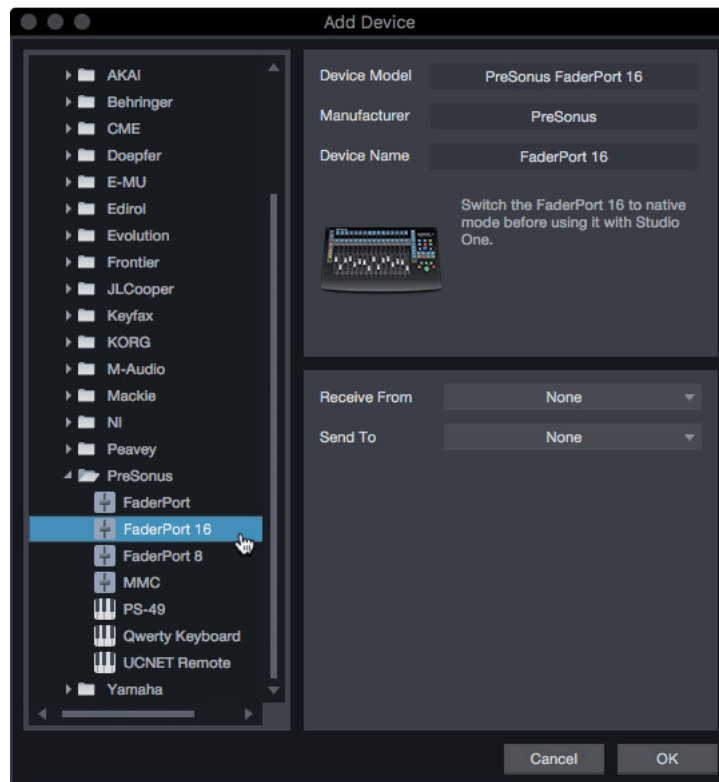 Add Device
AKAI
Behringer
CME
Doepfer
E-MU
Edirol
Evolution
Frontier
JLCooper
Keyfax
KORG
M-Audio
Mackie
NI
Peavey
PreSonus
FaderPort
FaderPort 16
FaderPort 8
MMC
PS-49
Qwerty Keyboard
UCNET Remote
Yamaha
Device Model PreSonus FaderPort 16
Manufacturer PreSonus
Device Name FaderPort 16
Switch the FaderPort 16 to native
mode before using it with Studio
One.
Receive From None
Send To None
Cancel OK